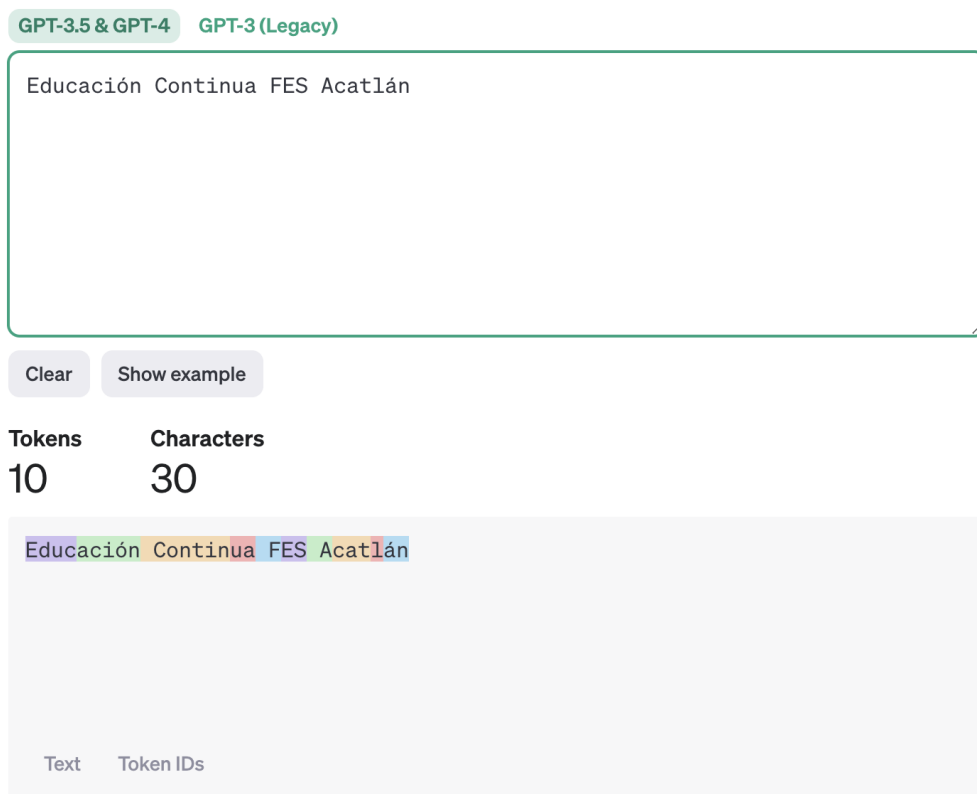 GPT-3.5 & GPT-4 GPT-3 (Legacy)
Educación Continua FES Acatlán
Clear Show example
Tokens Characters
10 30
Educación Continua FES Acatlán
Text Token IDs